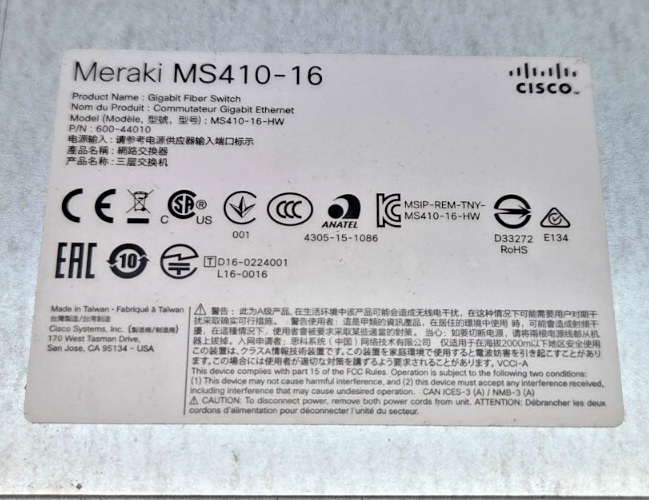 Meraki MS410-16
CISCO™
Product Name : Gigabit Fiber Switch
Nom du Produit : Commutateur Gigabit Ethernet
Model (Modèle, 型號, 型号) : MS410-16-HW
P/N : 600-44010
电源输入 : 请参考电源供应器输入端口标示
產品名稱 : 網路交換器
产品名称 : 三层交换机
CE
C SA US
001
CCC
ANATEL
4305-15-1086
MSIP-REM-TNY-
MS410-16-HW
D33272
RoHS
E134
EAC
10
T D16-0224001
L16-0016
Made in Taiwan - Fabriqué à Taiwan
台灣製造/台湾制造
Cisco Systems, Inc. (製造商/制造商)
170 West Tasman Drive,
San Jose, CA 95134 - USA
警告 : 此为A级产品, 在生活环境中该产品可能会造成无线电干扰, 在这种情况下可能需要用户对期干
扰采取确实可行措施。 警告使用者 : 這是甲類的資訊產品, 在居住的環境中使用 時, 可能會造成射頻干
擾, 在這種情況下, 使用者會被要求採取某些適當的對策。 当心 : 如要切断电源, 请将两根电源线都从机
器上拔掉。 入网申请者 : 思科系统 (中国) 网络技术有限公司 仅适用于在海拔2000m以下地区安全使用
この装置は、クラスA情報技術装置です。この装置を家庭環境で使用すると電波妨害を引き起こすことがあり
ます。この場合には使用者が適切な対策を講ずるよう要求されることがあります。VCCI-A
This device complies with part 15 of the FCC Rules. Operation is subject to the following two conditions:
(1) This device may not cause harmful interference, and (2) this device must accept any interference received,
including interference that may cause undesired operation. CAN ICES-3 (A) / NMB-3 (A)
CAUTION: To disconnect power, remove both power cords from unit. ATTENTION: Débrancher les deux
cordons d'alimentation pour déconnecter l'unité du secteur.